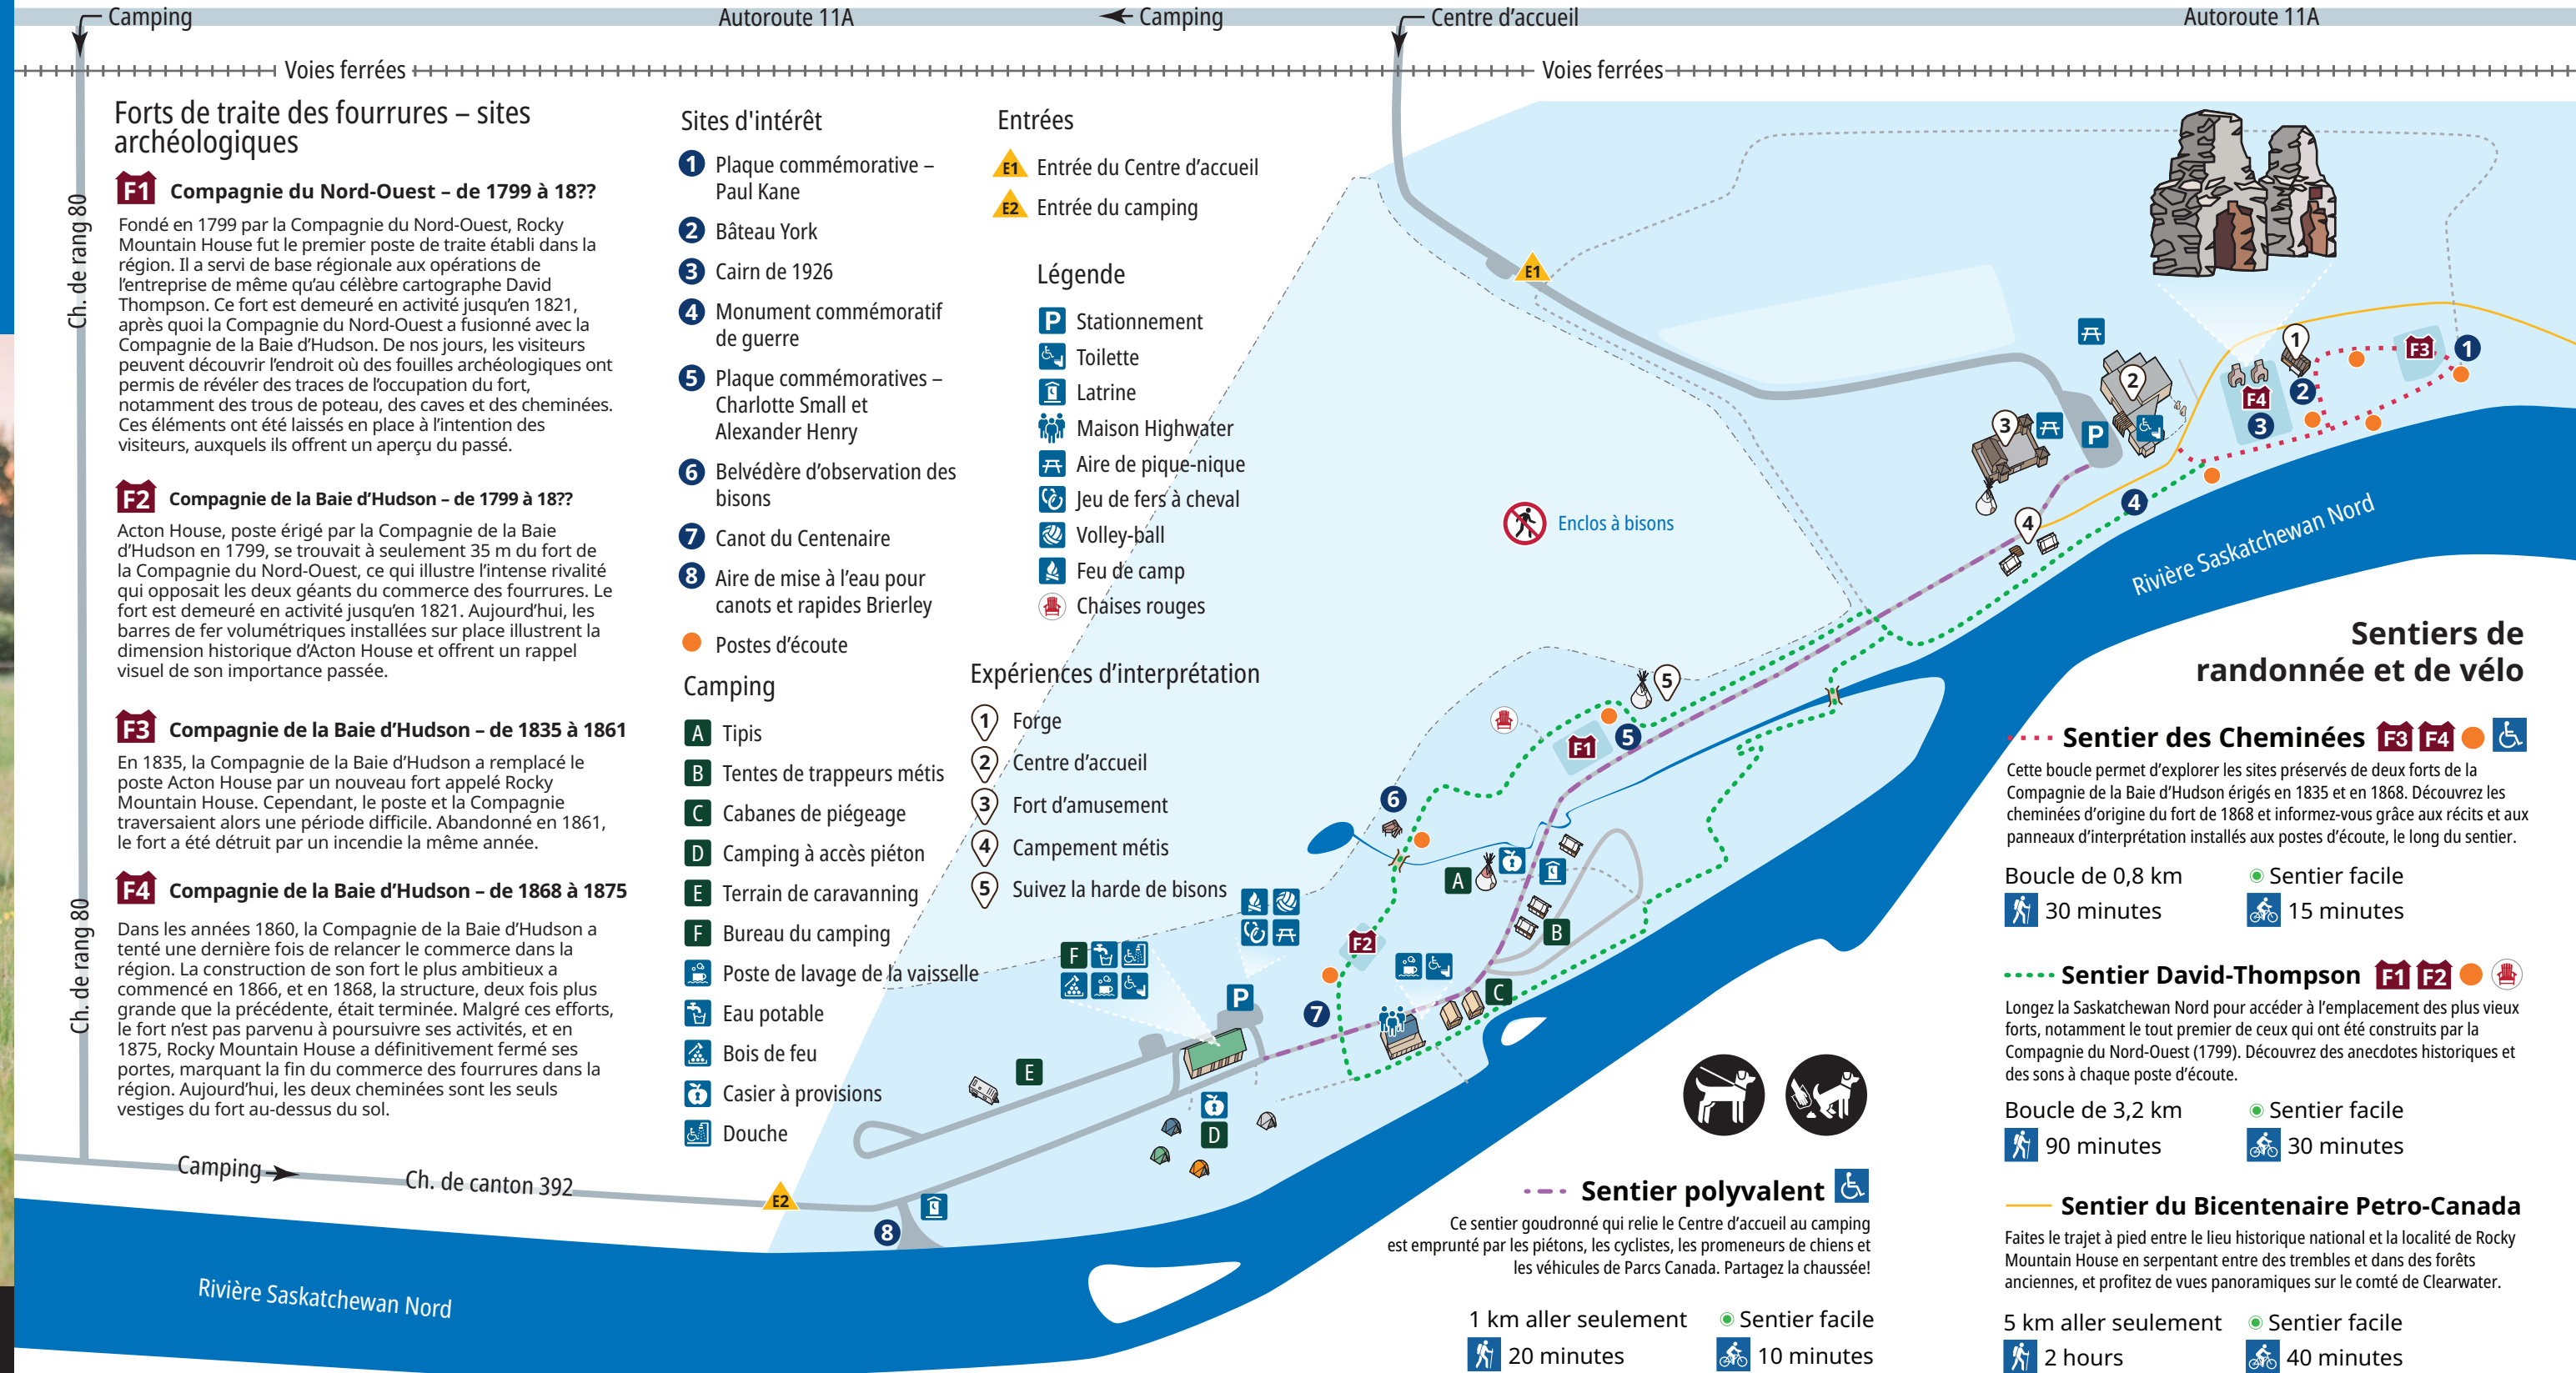 Camping
Autoroute 11A
Camping
Centre d'accueil
Autoroute 11A
Voies ferrées
Voies ferrées
Ch. de rang 80
Ch. de rang 80
Forts de traite des fourrures – sites
archéologiques
F1 Compagnie du Nord-Ouest – de 1799 à 18??
Fondé en 1799 par la Compagnie du Nord-Ouest, Rocky
Mountain House fut le premier poste de traite établi dans la
région. Il a servi de base régionale aux opérations de
l'entreprise de même qu'au célèbre cartographe David
Thompson. Ce fort est demeuré en activité jusqu'en 1821,
après quoi la Compagnie du Nord-Ouest a fusionné avec la
Compagnie de la Baie d'Hudson. De nos jours, les visiteurs
peuvent découvrir l'endroit où des fouilles archéologiques ont
permis de révéler des traces de l'occupation du fort,
notamment des trous de poteau, des caves et des cheminées.
Ces éléments ont été laissés en place à l'intention des
visiteurs, auxquels ils offrent un aperçu du passé.
F2 Compagnie de la Baie d'Hudson – de 1799 à 18??
Acton House, poste érigé par la Compagnie de la Baie
d'Hudson en 1799, se trouvait à seulement 35 m du fort de
la Compagnie du Nord-Ouest, ce qui illustre l'intense rivalité
qui opposait les deux géants du commerce des fourrures. Le
fort est demeuré en activité jusqu'en 1821. Aujourd'hui, les
barres de fer volumétriques installées sur place illustrent la
dimension historique d'Acton House et offrent un rappel
visuel de son importance passée.
F3 Compagnie de la Baie d'Hudson – de 1835 à 1861
En 1835, la Compagnie de la Baie d'Hudson a remplacé le
poste Acton House par un nouveau fort appelé Rocky
Mountain House. Cependant, le poste et la Compagnie
traversaient alors une période difficile. Abandonné en 1861,
le fort a été détruit par un incendie la même année.
F4 Compagnie de la Baie d'Hudson – de 1868 à 1875
Dans les années 1860, la Compagnie de la Baie d'Hudson a
tenté une dernière fois de relancer le commerce dans la
région. La construction de son fort le plus ambitieux a
commencé en 1866, et en 1868, la structure, deux fois plus
grande que la précédente, était terminée. Malgré ces efforts,
le fort n'est pas parvenu à poursuivre ses activités, et en
1875, Rocky Mountain House a définitivement fermé ses
portes, marquant la fin du commerce des fourrures dans la
région. Aujourd'hui, les deux cheminées sont les seuls
vestiges du fort au-dessus du sol.
Camping
Ch. de canton 392
Rivière Saskatchewan Nord
Sites d'intérêt
1 Plaque commémorative –
Paul Kane
2 Bâteau York
3 Cairn de 1926
4 Monument commémoratif
de guerre
5 Plaque commémoratives –
Charlotte Small et
Alexander Henry
6 Belvédère d'observation des
bisons
7 Canot du Centenaire
8 Aire de mise à l'eau pour
canots et rapides Brierley
Postes d'écoute
Camping
A Tipis
B Tentes de trappeurs métis
C Cabanes de piégeage
D Camping à accès piéton
E Terrain de caravanning
F Bureau du camping
Poste de lavage de la vaisselle
Eau potable
Bois de feu
Casier à provisions
Douche
Entrées
E1 Entrée du Centre d'accueil
E2 Entrée du camping
Légende
P Stationnement
Toilette
Latrine
Maison Highwater
Aire de pique-nique
Jeu de fers à cheval
Volley-ball
Feu de camp
Chaises rouges
Expériences d'interprétation
1 Forge
2 Centre d'accueil
3 Fort d'amusement
4 Campement métis
5 Suivez la harde de bisons
E1
1
F3
1
2
F4
2
3
3
P
4
4
Enclos à bisons
Rivière Saskatchewan Nord
5
F1
5
6
A
B
F2
F
C
P
7
E
D
E2
8
Sentiers de
randonnée et de vélo
Sentier des Cheminées F3 F4
Cette boucle permet d'explorer les sites préservés de deux forts de la
Compagnie de la Baie d'Hudson érigés en 1835 et en 1868. Découvrez les
cheminées d'origine du fort de 1868 et informez-vous grâce aux récits et aux
panneaux d'interprétation installés aux postes d'écoute, le long du sentier.
Boucle de 0,8 km
Sentier facile
30 minutes
15 minutes
Sentier David-Thompson F1 F2
Longez la Saskatchewan Nord pour accéder à l'emplacement des plus vieux
forts, notamment le tout premier de ceux qui ont été construits par la
Compagnie du Nord-Ouest (1799). Découvrez des anecdotes historiques et
des sons à chaque poste d'écoute.
Boucle de 3,2 km
Sentier facile
90 minutes
30 minutes
Sentier polyvalent
Ce sentier goudronné qui relie le Centre d'accueil au camping
est emprunté par les piétons, les cyclistes, les promeneurs de chiens et
les véhicules de Parcs Canada. Partagez la chaussée!
1 km aller seulement
Sentier facile
20 minutes
10 minutes
Sentier du Bicentenaire Petro-Canada
Faites le trajet à pied entre le lieu historique national et la localité de Rocky
Mountain House en serpentant entre des trembles et dans des forêts
anciennes, et profitez de vues panoramiques sur le comté de Clearwater.
5 km aller seulement
Sentier facile
2 hours
40 minutes